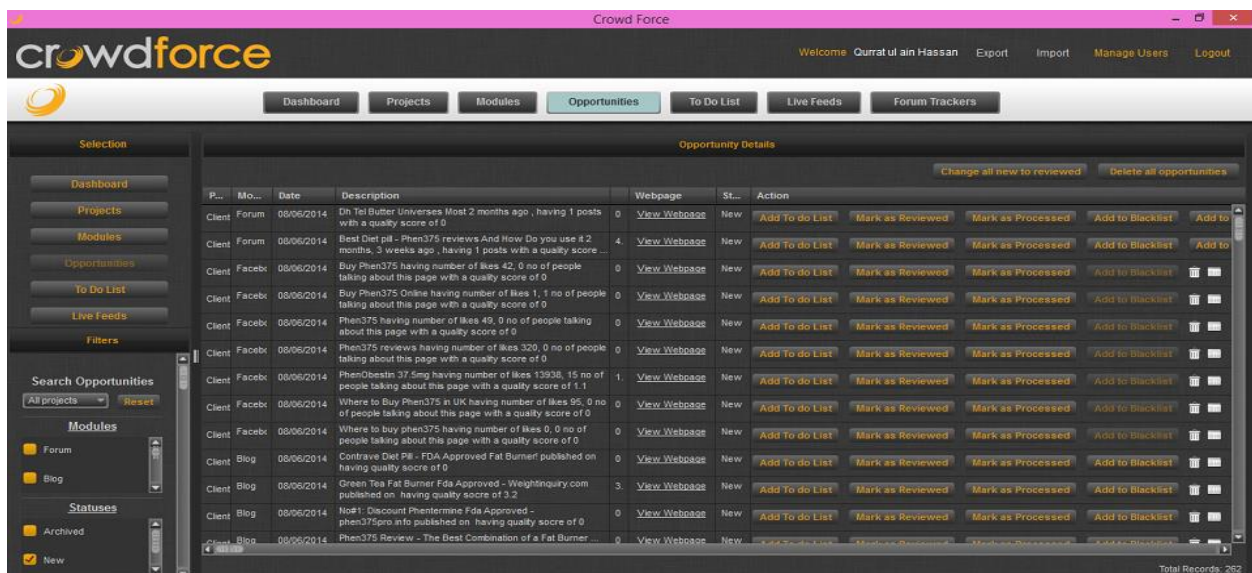 Crowd Force
crowdforce
Welcome Qurrat ul ain Hassan Export Import Manage Users Logout
Dashboard Projects Modules Opportunities To Do List Live Feeds Forum Trackers
Selection
Dashboard
Projects
Modules
Opportunities
To Do List
Live Feeds
Filters
Search Opportunities
All projects Reset
Modules
Forum
Blog
Statuses
Archived
New
Opportunity Details
Change all new to reviewed Delete all opportunities
P... Mo... Date Description Webpage St... Action
Client Forum 08/06/2014 Dh Tel Butter Universes Most 2 months ago , having 1 posts 0 View Webpage New Add To do List Mark as Reviewed Mark as Processed Add to Blacklist Add to
with a quality score of 0
Client Forum 08/06/2014 Best Diet pill - Phen375 reviews And How Do you use it 2 4. View Webpage New Add To do List Mark as Reviewed Mark as Processed Add to Blacklist Add to
months, 3 weeks ago , having 1 posts with a quality score ...
Client Facebo 08/06/2014 Buy Phen375 having number of likes 42, 0 no of people 0 View Webpage New Add To do List Mark as Reviewed Mark as Processed Add to Blacklist
talking about this page with a quality score of 0
Client Facebo 08/06/2014 Buy Phen375 Online having number of likes 1, 1 no of people 0 View Webpage New Add To do List Mark as Reviewed Mark as Processed Add to Blacklist
talking about this page with a quality score of 0
Client Facebo 08/06/2014 Phen375 having number of likes 49, 0 no of people talking 0 View Webpage New Add To do List Mark as Reviewed Mark as Processed Add to Blacklist
about this page with a quality score of 0
Client Facebo 08/06/2014 Phen375 reviews having number of likes 320, 0 no of people 0 View Webpage New Add To do List Mark as Reviewed Mark as Processed Add to Blacklist
talking about this page with a quality score of 0
Client Facebo 08/06/2014 PhenObestin 37.5mg having number of likes 13938, 15 no of 1. View Webpage New Add To do List Mark as Reviewed Mark as Processed Add to Blacklist
people talking about this page with a quality score of 1.1
Client Facebo 08/06/2014 Where to Buy Phen375 in UK having number of likes 95, 0 no 0 View Webpage New Add To do List Mark as Reviewed Mark as Processed Add to Blacklist
of people talking about this page with a quality score of 0
Client Facebo 08/06/2014 Where to buy phen375 having number of likes 0, 0 no of 0 View Webpage New Add To do List Mark as Reviewed Mark as Processed Add to Blacklist
people talking about this page with a quality score of 0
Client Blog 08/06/2014 Contrave Diet Pill - FDA Approved Fat Burner! published on 0 View Webpage New Add To do List Mark as Reviewed Mark as Processed Add to Blacklist
having quality socre of 0
Client Blog 08/06/2014 Green Tea Fat Burner Fda Approved - Weightinquiry.com 3. View Webpage New Add To do List Mark as Reviewed Mark as Processed Add to Blacklist
published on having quality socre of 3.2
Client Blog 08/06/2014 No#1: Discount Phentermine Fda Approved - 0 View Webpage New Add To do List Mark as Reviewed Mark as Processed Add to Blacklist
phen375pro.info published on having quality socre of 0
Client Blog 08/06/2014 Phen375 Review - The Best Combination of a Fat Burner ... 0 View Webpage New
Total Records: 262